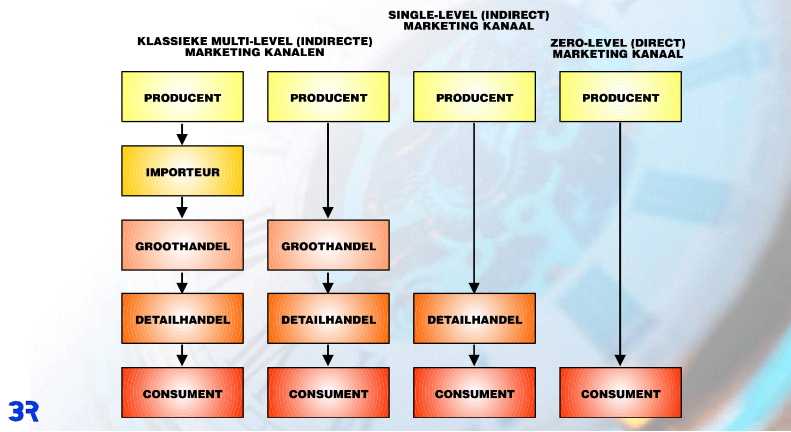 KLASSIEKE MULTI-LEVEL (INDIRECTE)
MARKETING KANALEN
SINGLE-LEVEL (INDIRECT)
MARKETING KANAAL
ZERO-LEVEL (DIRECT)
MARKETING KANAAL
PRODUCENT
PRODUCENT
PRODUCENT
PRODUCENT
IMPORTEUR
GROOTHANDEL
GROOTHANDEL
DETAILHANDEL
DETAILHANDEL
DETAILHANDEL
CONSUMENT
CONSUMENT
CONSUMENT
CONSUMENT
3R